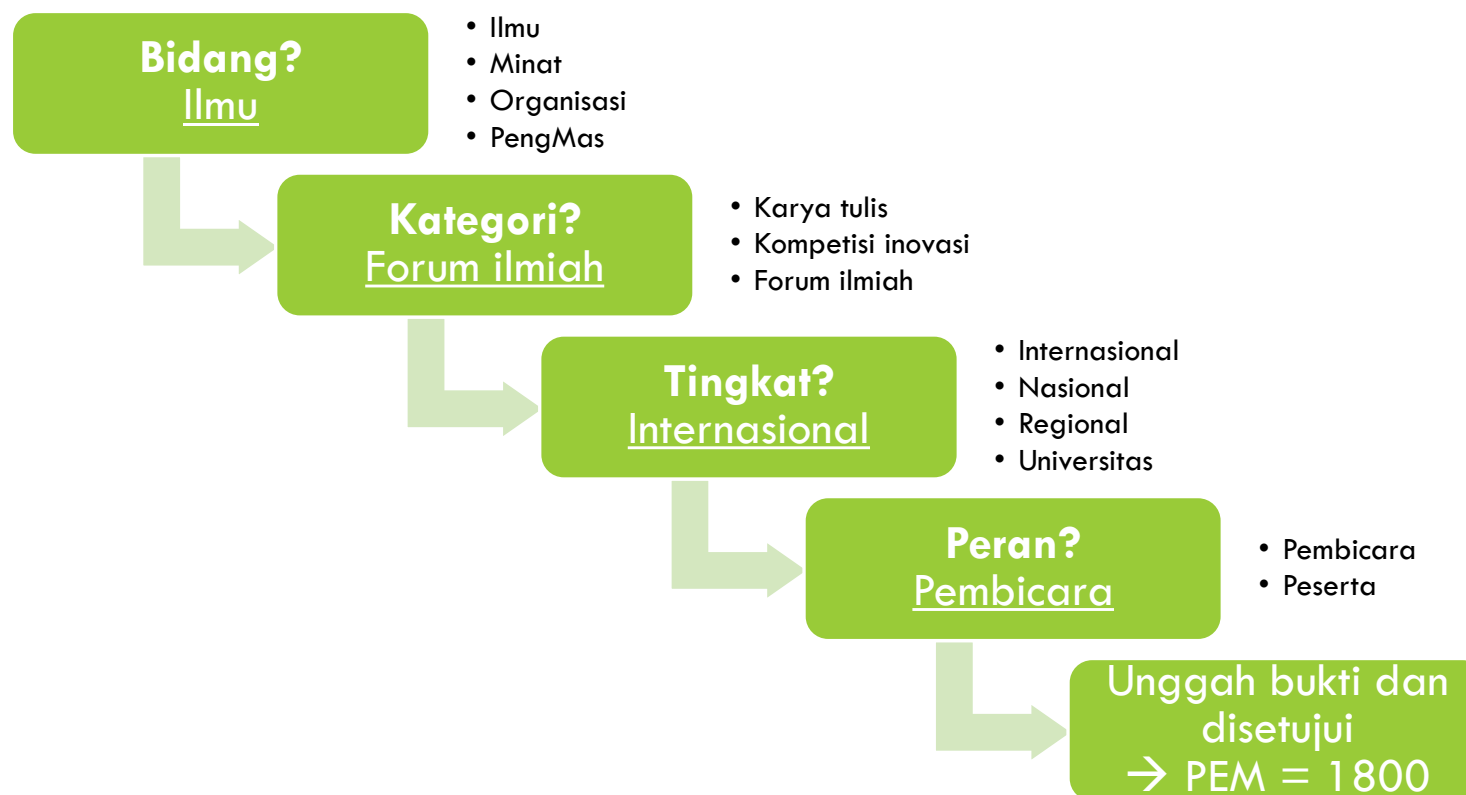 Bidang?
Ilmu
• Ilmu
• Minat
• Organisasi
• PengMas
Kategori?
Forum ilmiah
• Karya tulis
• Kompetisi inovasi
• Forum ilmiah
Tingkat?
Internasional
• Internasional
• Nasional
• Regional
• Universitas
Peran?
Pembicara
• Pembicara
• Peserta
Unggah bukti dan
disetujui
→ PEM = 1800